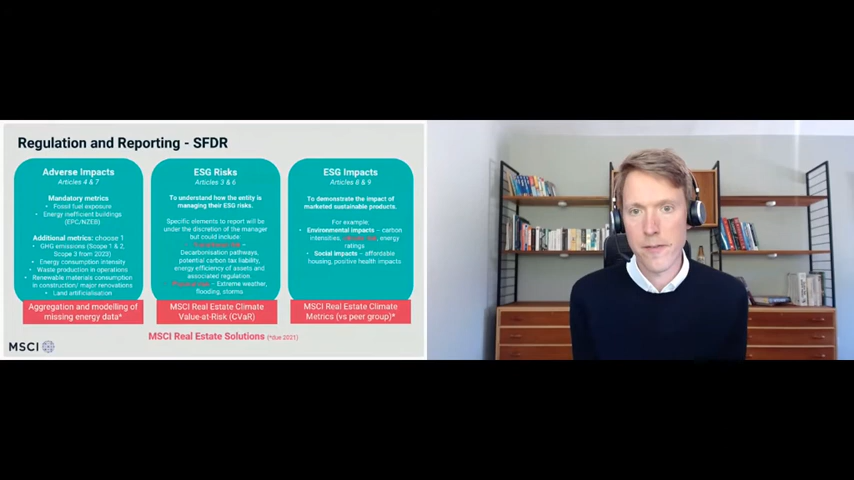 Regulation and Reporting - SFDR
Adverse Impacts
Articles 4 & 7
Mandatory metrics
• Fossil fuel exposure
• Energy inefficient buildings
(EPC/NZEB)
Additional metrics: choose 1
• GHG emissions (Scope 1 & 2,
Scope 3 from 2023)
• Energy consumption intensity
• Waste production in operations
• Renewable materials consumption
in construction/ major renovations
• Land artificialisation
Aggregation and modelling of
missing energy data*
ESG Risks
Articles 3 & 6
To understand how the entity is
managing their ESG risks.
Specific elements to report will be
under the discretion of the manager
but could include:
Decarbonisation pathways,
potential carbon tax liability,
energy efficiency of assets and
associated regulation.
– Extreme weather,
flooding, storms
MSCI Real Estate Climate
Value-at-Risk (CVaR)
ESG Impacts
Articles 8 & 9
To demonstrate the impact of
marketed sustainable products.
For example,
• Environmental impacts – carbon
intensities, energy
ratings
• Social impacts – affordable
housing, positive health impacts
MSCI Real Estate Climate
Metrics (vs peer group)*
MSCI Real Estate Solutions (*due 2021)
MSCI